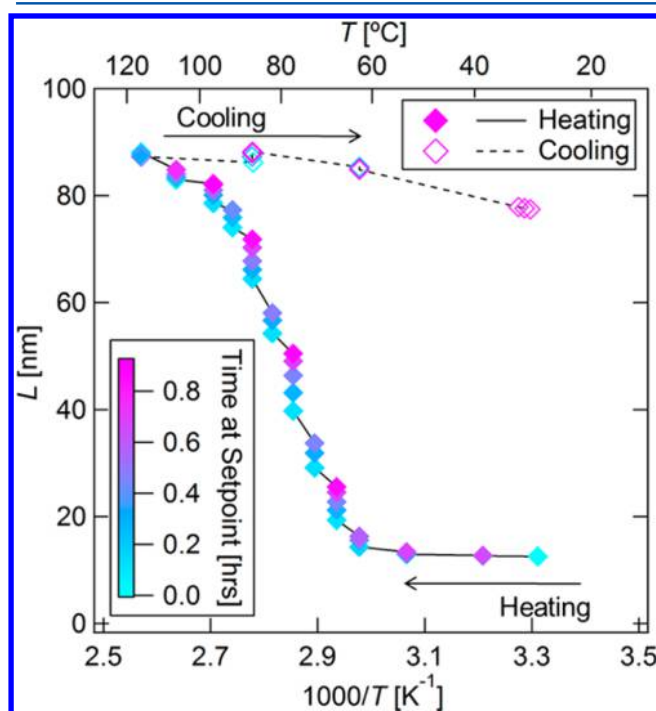 T [ºC]
120 100 80 60 40 20
100
80
60
40
20
0
L [nm]
Cooling
Heating
Cooling
Time at Setpoint [hrs]
0.8
0.6
0.4
0.2
0.0
Heating
2.5 2.7 2.9 3.1 3.3 3.5
1000/T [K⁻¹]